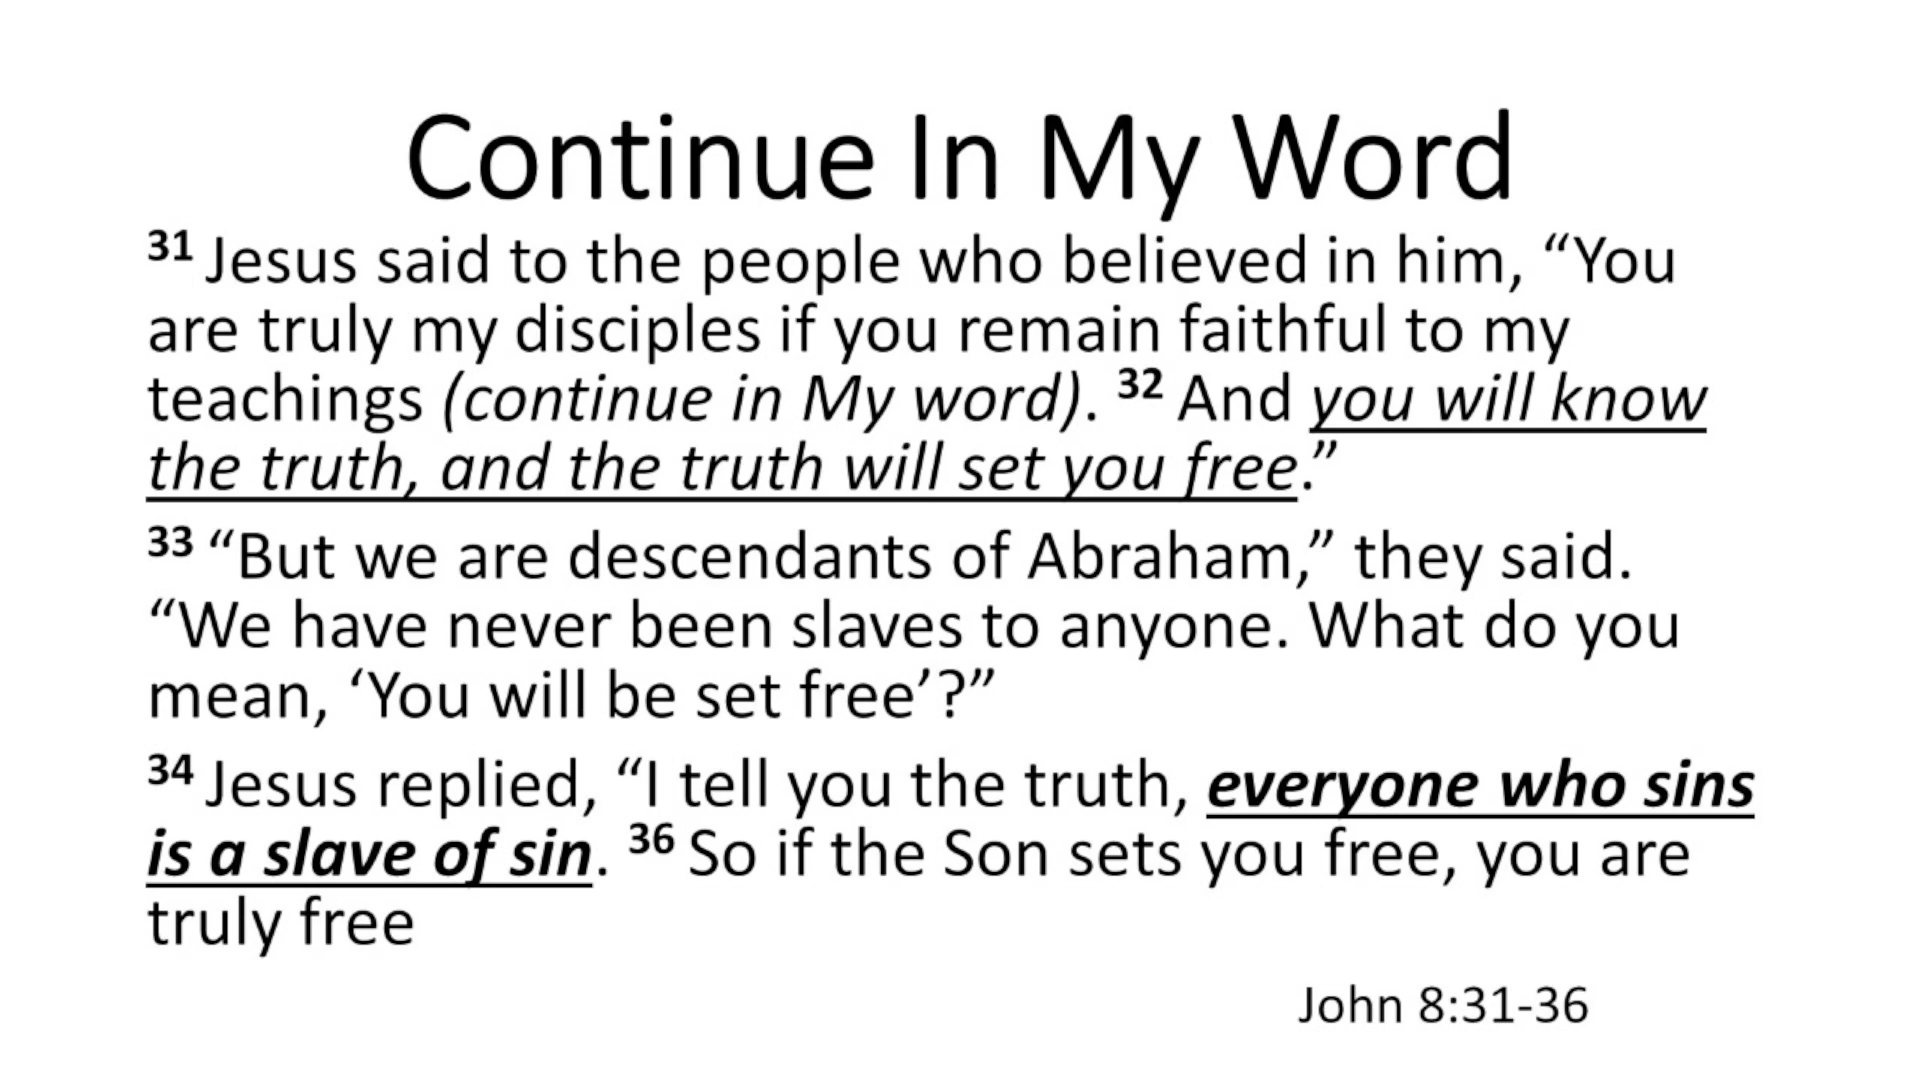 Continue In My Word
31 Jesus said to the people who believed in him, “You
are truly my disciples if you remain faithful to my
teachings (continue in My word). 32 And you will know
the truth, and the truth will set you free.”
33 “But we are descendants of Abraham,” they said.
“We have never been slaves to anyone. What do you
mean, ‘You will be set free’?”
34 Jesus replied, “I tell you the truth, everyone who sins
is a slave of sin. 36 So if the Son sets you free, you are
truly free
John 8:31-36